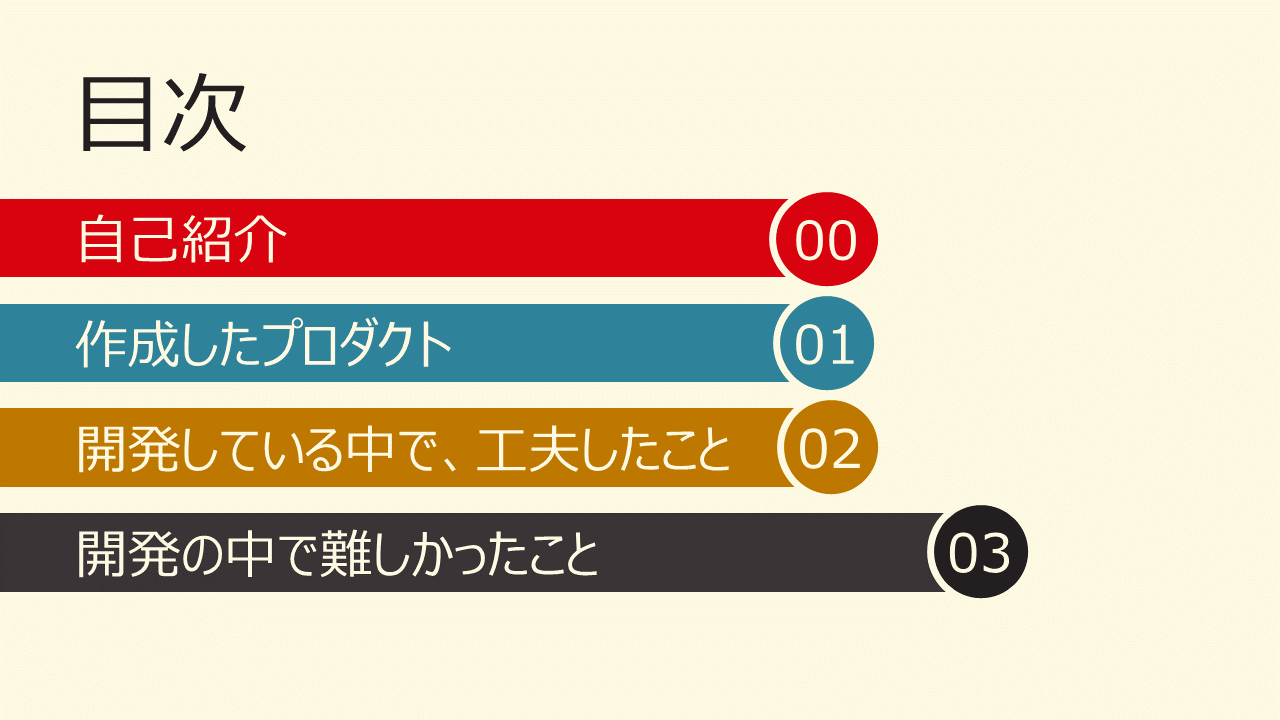 目次
自己紹介 00
作成したプロダクト 01
開発している中で、工夫したこと 02
開発の中で難しかったこと 03